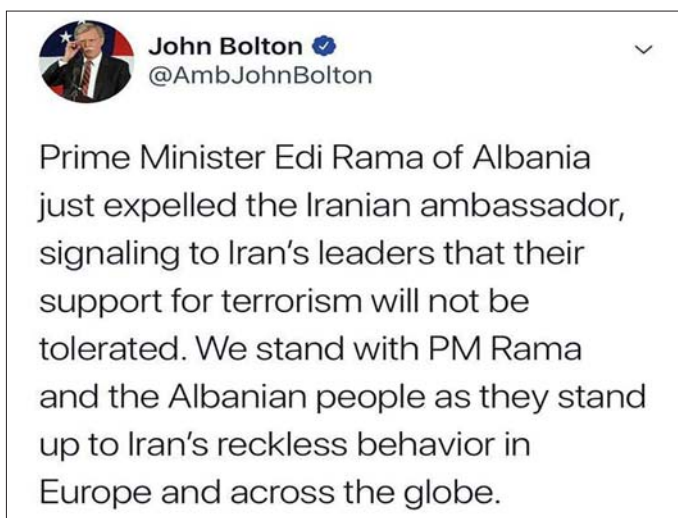 John Bolton
@AmbJohnBolton
Prime Minister Edi Rama of Albania
just expelled the Iranian ambassador,
signaling to Iran's leaders that their
support for terrorism will not be
tolerated. We stand with PM Rama
and the Albanian people as they stand
up to Iran's reckless behavior in
Europe and across the globe.